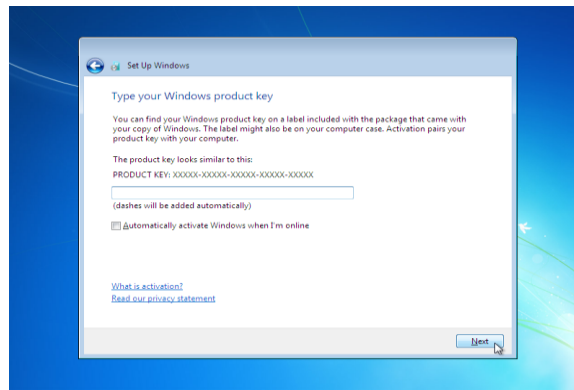 Set Up Windows
Type your Windows product key
You can find your Windows product key on a label included with the package that came with
your copy of Windows. The label might also be on your computer case. Activation pairs your
product key with your computer.
The product key looks similar to this:
PRODUCT KEY: XXXXX-XXXXX-XXXXX-XXXXX-XXXXX
(dashes will be added automatically)
Automatically activate Windows when I'm online
What is activation?
Read our privacy statement
Next